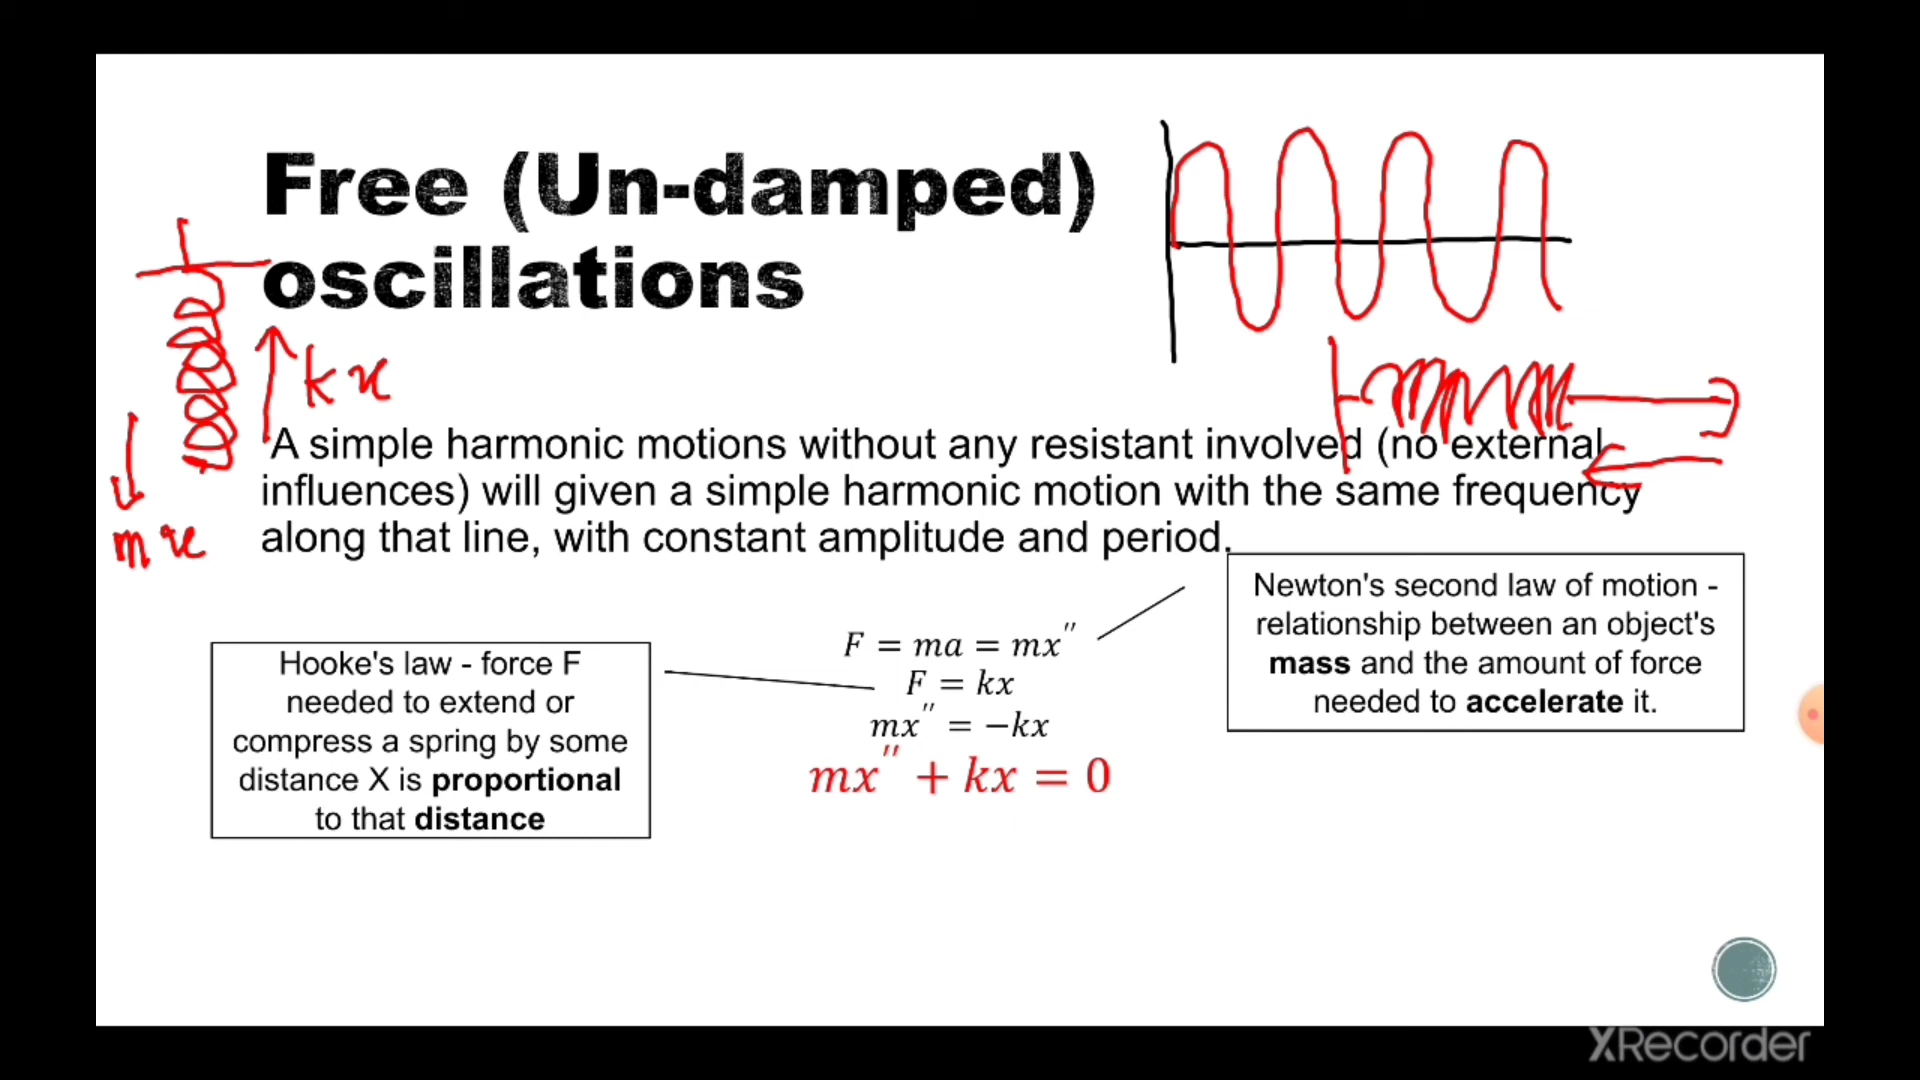 Free (Un-damped)
oscillations
kx
A simple harmonic motions without any resistant involved (no external
influences) will given a simple harmonic motion with the same frequency
along that line, with constant amplitude and period.
mx
Newton's second law of motion -
relationship between an object's
mass and the amount of force
needed to accelerate it.
Hooke's law - force F
needed to extend or
compress a spring by some
distance X is proportional
to that distance
F = ma = mx''
F = kx
mx'' = −kx
mx'' + kx = 0
XRecorder